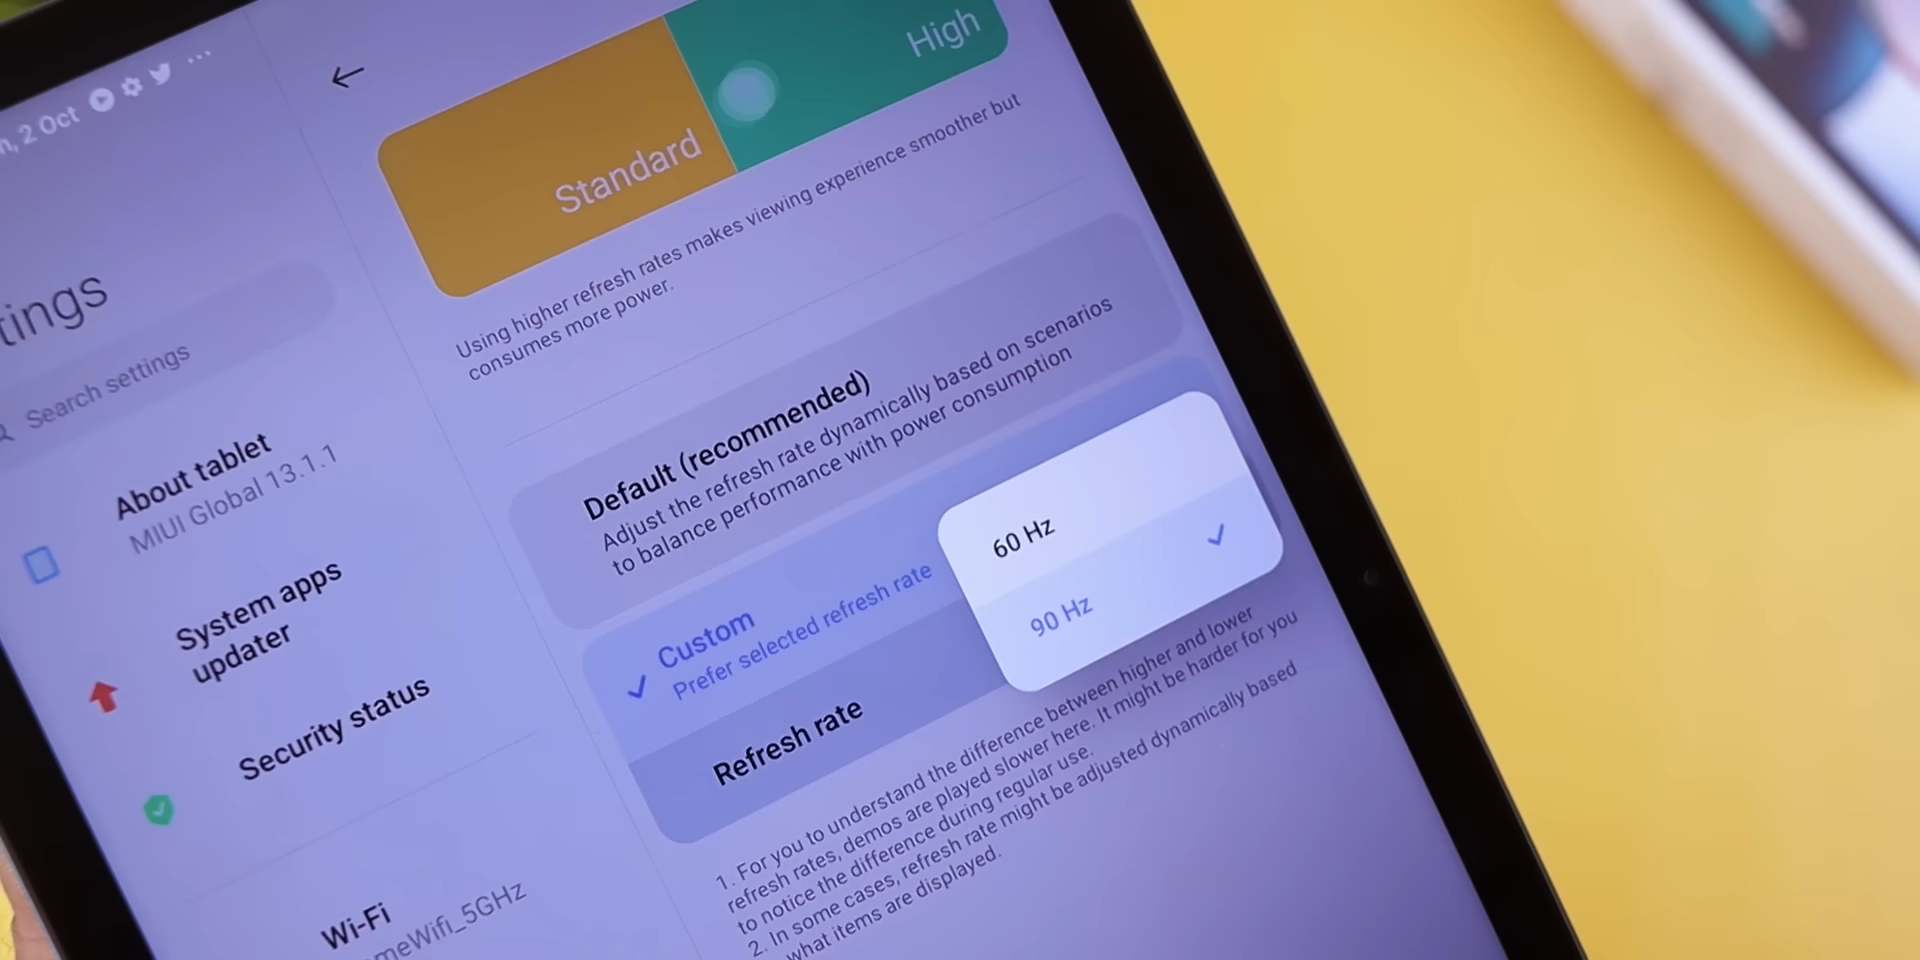 2 Oct
Search settings
About tablet
MIUI Global 13.1.1
System apps
updater
Security status
Wi-Fi
Standard
High
Using higher refresh rates makes viewing experience smoother but
consumes more power.
Default (recommended)
Adjust the refresh rate dynamically based on scenarios
to balance performance with power consumption
Custom
Prefer selected refresh rate
Refresh rate
60 Hz
90 Hz
1. For you to understand the difference between higher and lower
refresh rates, demos are played slower here. It might be harder for you
to notice the difference during regular use.
2. In some cases, refresh rate might be adjusted dynamically based
what items are displayed.